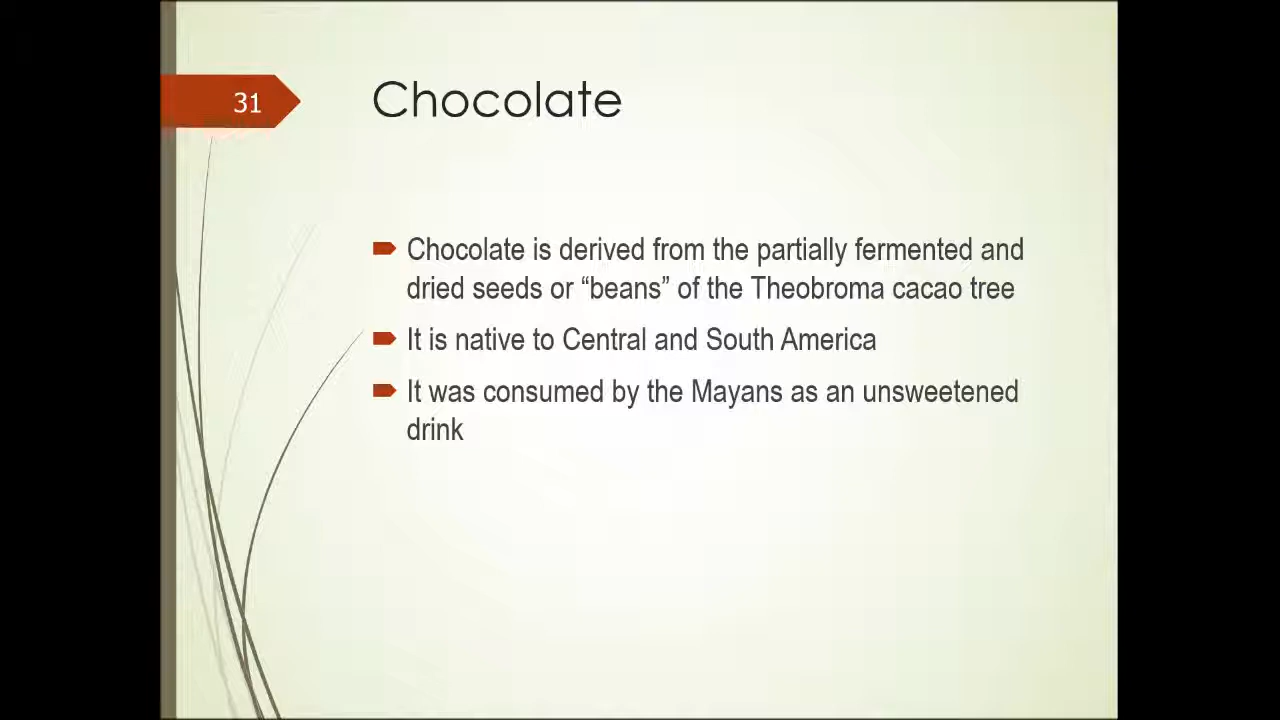 31
Chocolate
Chocolate is derived from the partially fermented and
dried seeds or “beans” of the Theobroma cacao tree
It is native to Central and South America
It was consumed by the Mayans as an unsweetened
drink